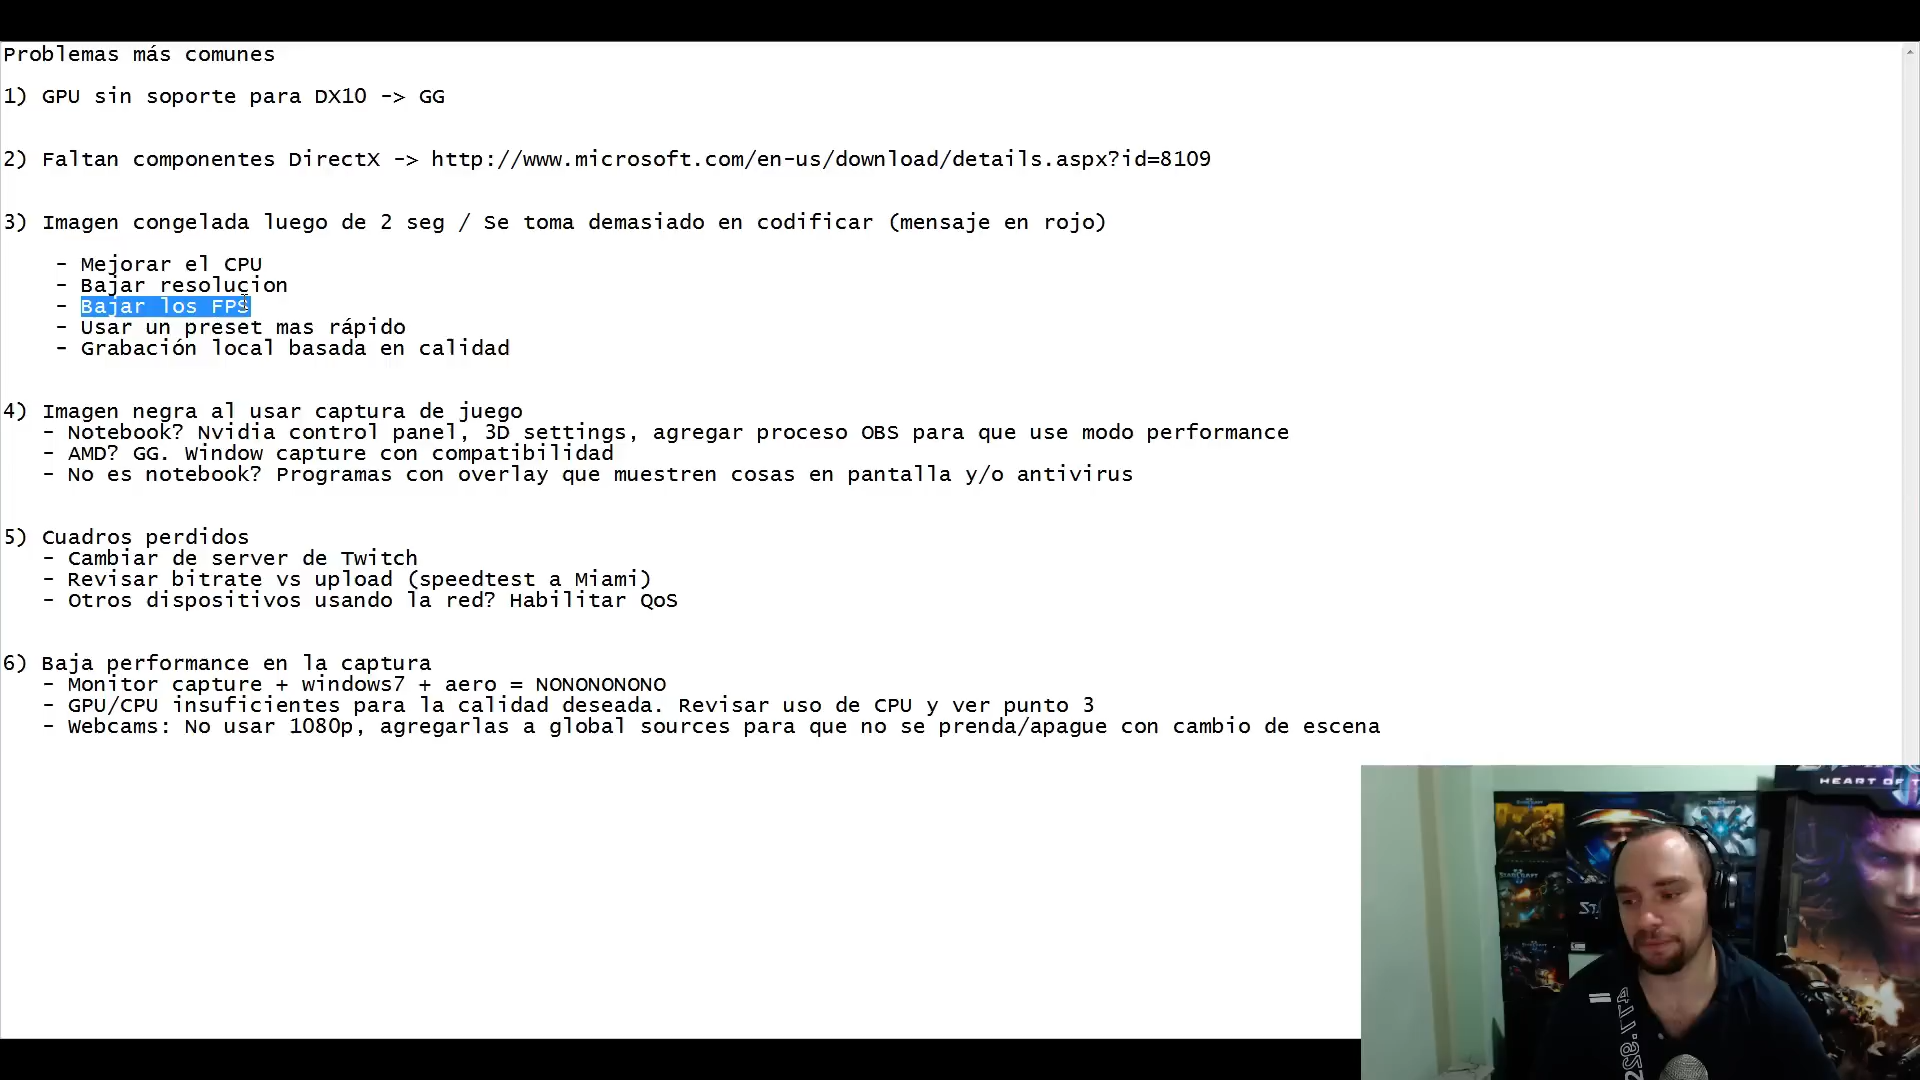 Problemas más comunes
1) GPU sin soporte para DX10 -> GG
2) Faltan componentes DirectX -> http://www.microsoft.com/en-us/download/details.aspx?id=8109
3) Imagen congelada luego de 2 seg / Se toma demasiado en codificar (mensaje en rojo)
- Mejorar el CPU
- Bajar resolucion
- Bajar los FPS
- Usar un preset mas rápido
- Grabación local basada en calidad
4) Imagen negra al usar captura de juego
- Notebook? Nvidia control panel, 3D settings, agregar proceso OBS para que use modo performance
- AMD? GG. Window capture con compatibilidad
- No es notebook? Programas con overlay que muestren cosas en pantalla y/o antivirus
5) Cuadros perdidos
- Cambiar de server de Twitch
- Revisar bitrate vs upload (speedtest a Miami)
- Otros dispositivos usando la red? Habilitar QoS
6) Baja performance en la captura
- Monitor capture + windows7 + aero = NONONONONO
- GPU/CPU insuficientes para la calidad deseada. Revisar uso de CPU y ver punto 3
- Webcams: No usar 1080p, agregarlas a global sources para que no se prenda/apague con cambio de escena
HEART OF